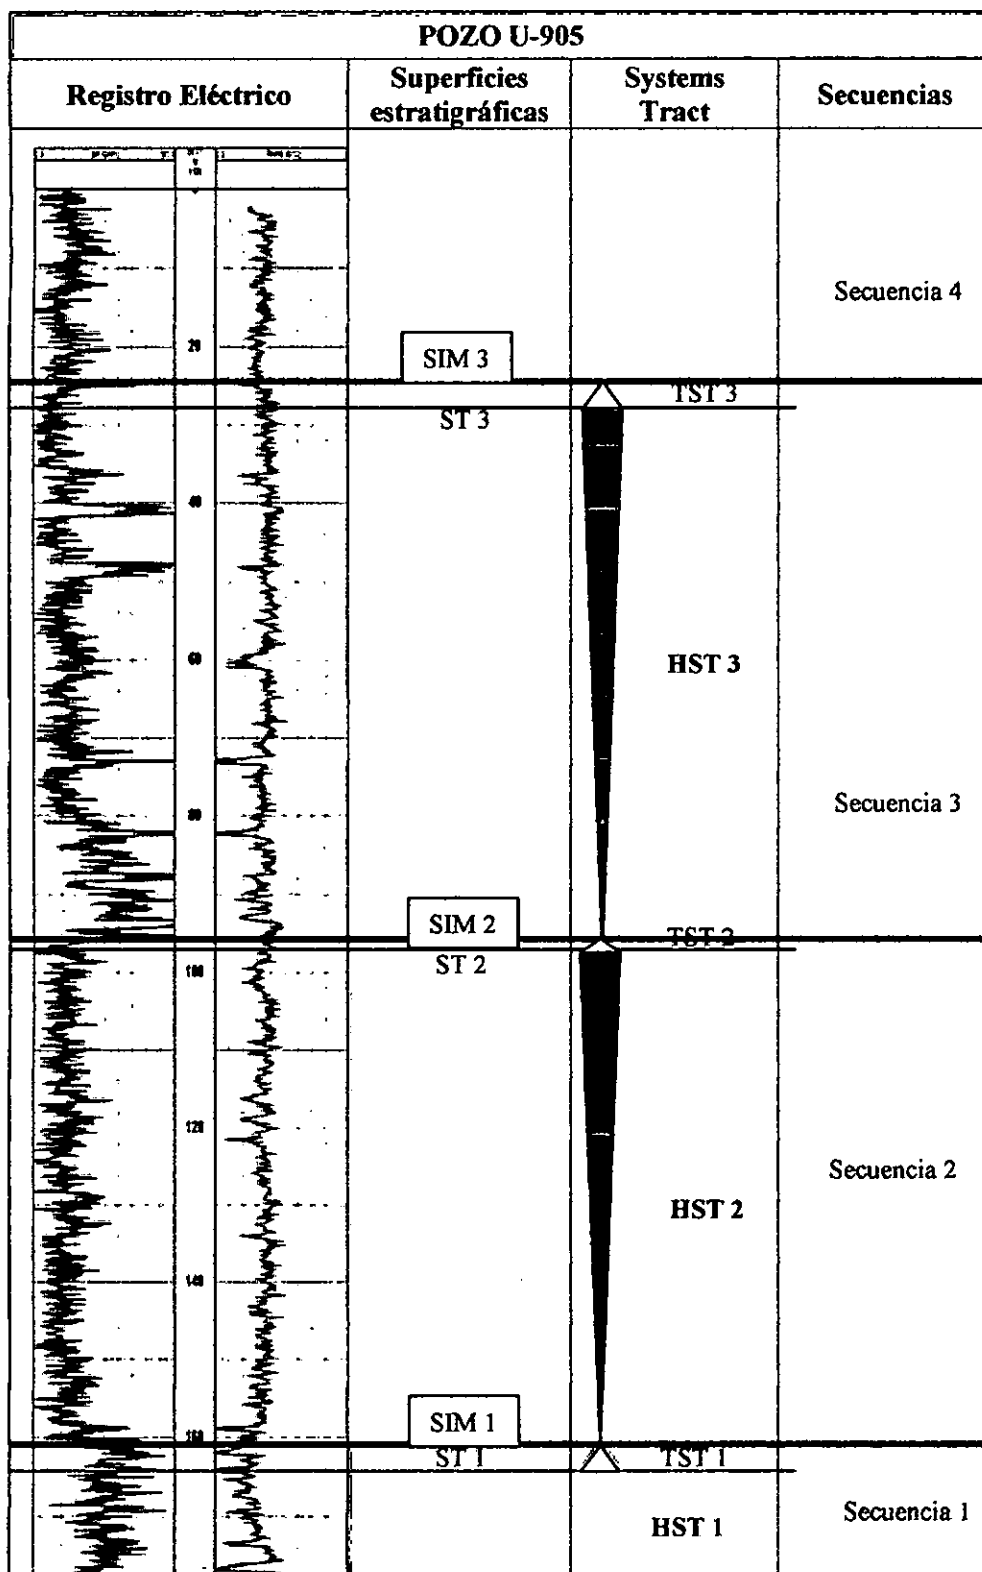 POZO U-905
Registro Eléctrico
Superficies
estratigráficas
Systems
Tract
Secuencias
Secuencia 4
20
SIM 3
TST 3
ST 3
40
60
HST 3
80
Secuencia 3
SIM 2
TST 2
ST 2
100
120
Secuencia 2
HST 2
140
SIM 1
160
ST 1
TST 1
Secuencia 1
HST 1